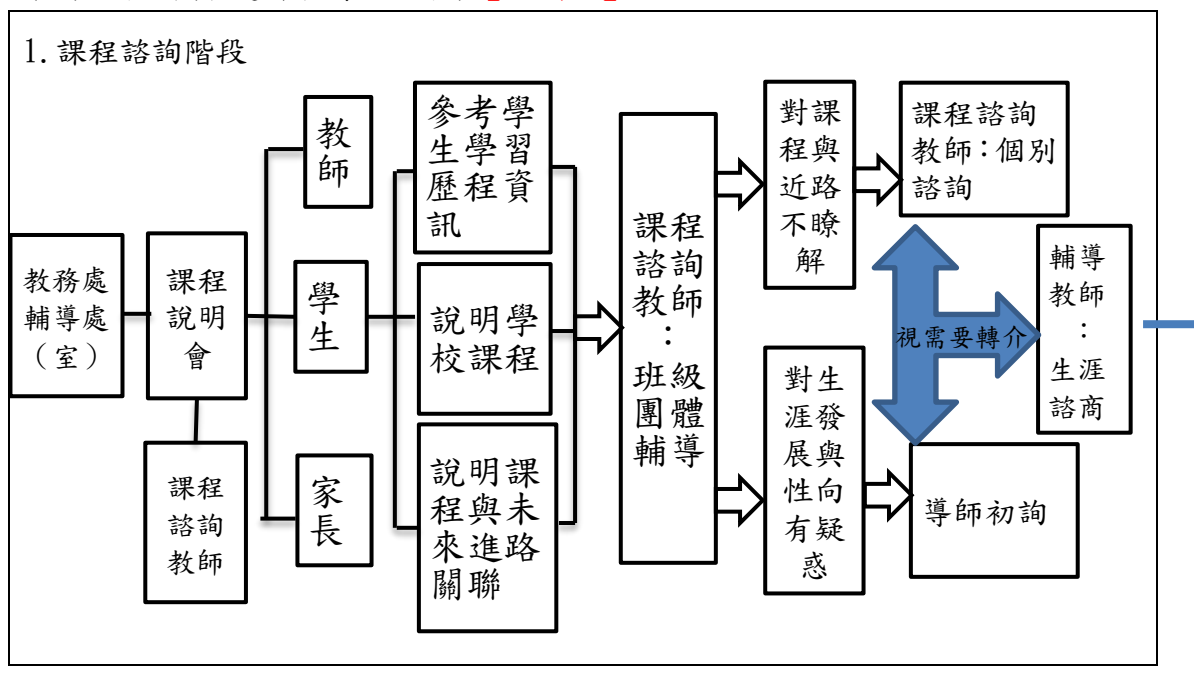 1.課程諮詢階段
教務處
輔導處
（室）
課程
說明
會
課程
諮詢
教師
教
師
學
生
家
長
參考學
生學習
歷程資
訊
說明學
校課程
說明課
程與未
來進路
關聯
課程
諮詢
教師
：
班級
團體
輔導
對課
程與
近路
不瞭
解
對生
涯發
展與
性向
有疑
惑
課程諮詢
教師：個別
諮詢
視需要轉介
導師初詢
輔導
教師
：
生涯
諮商